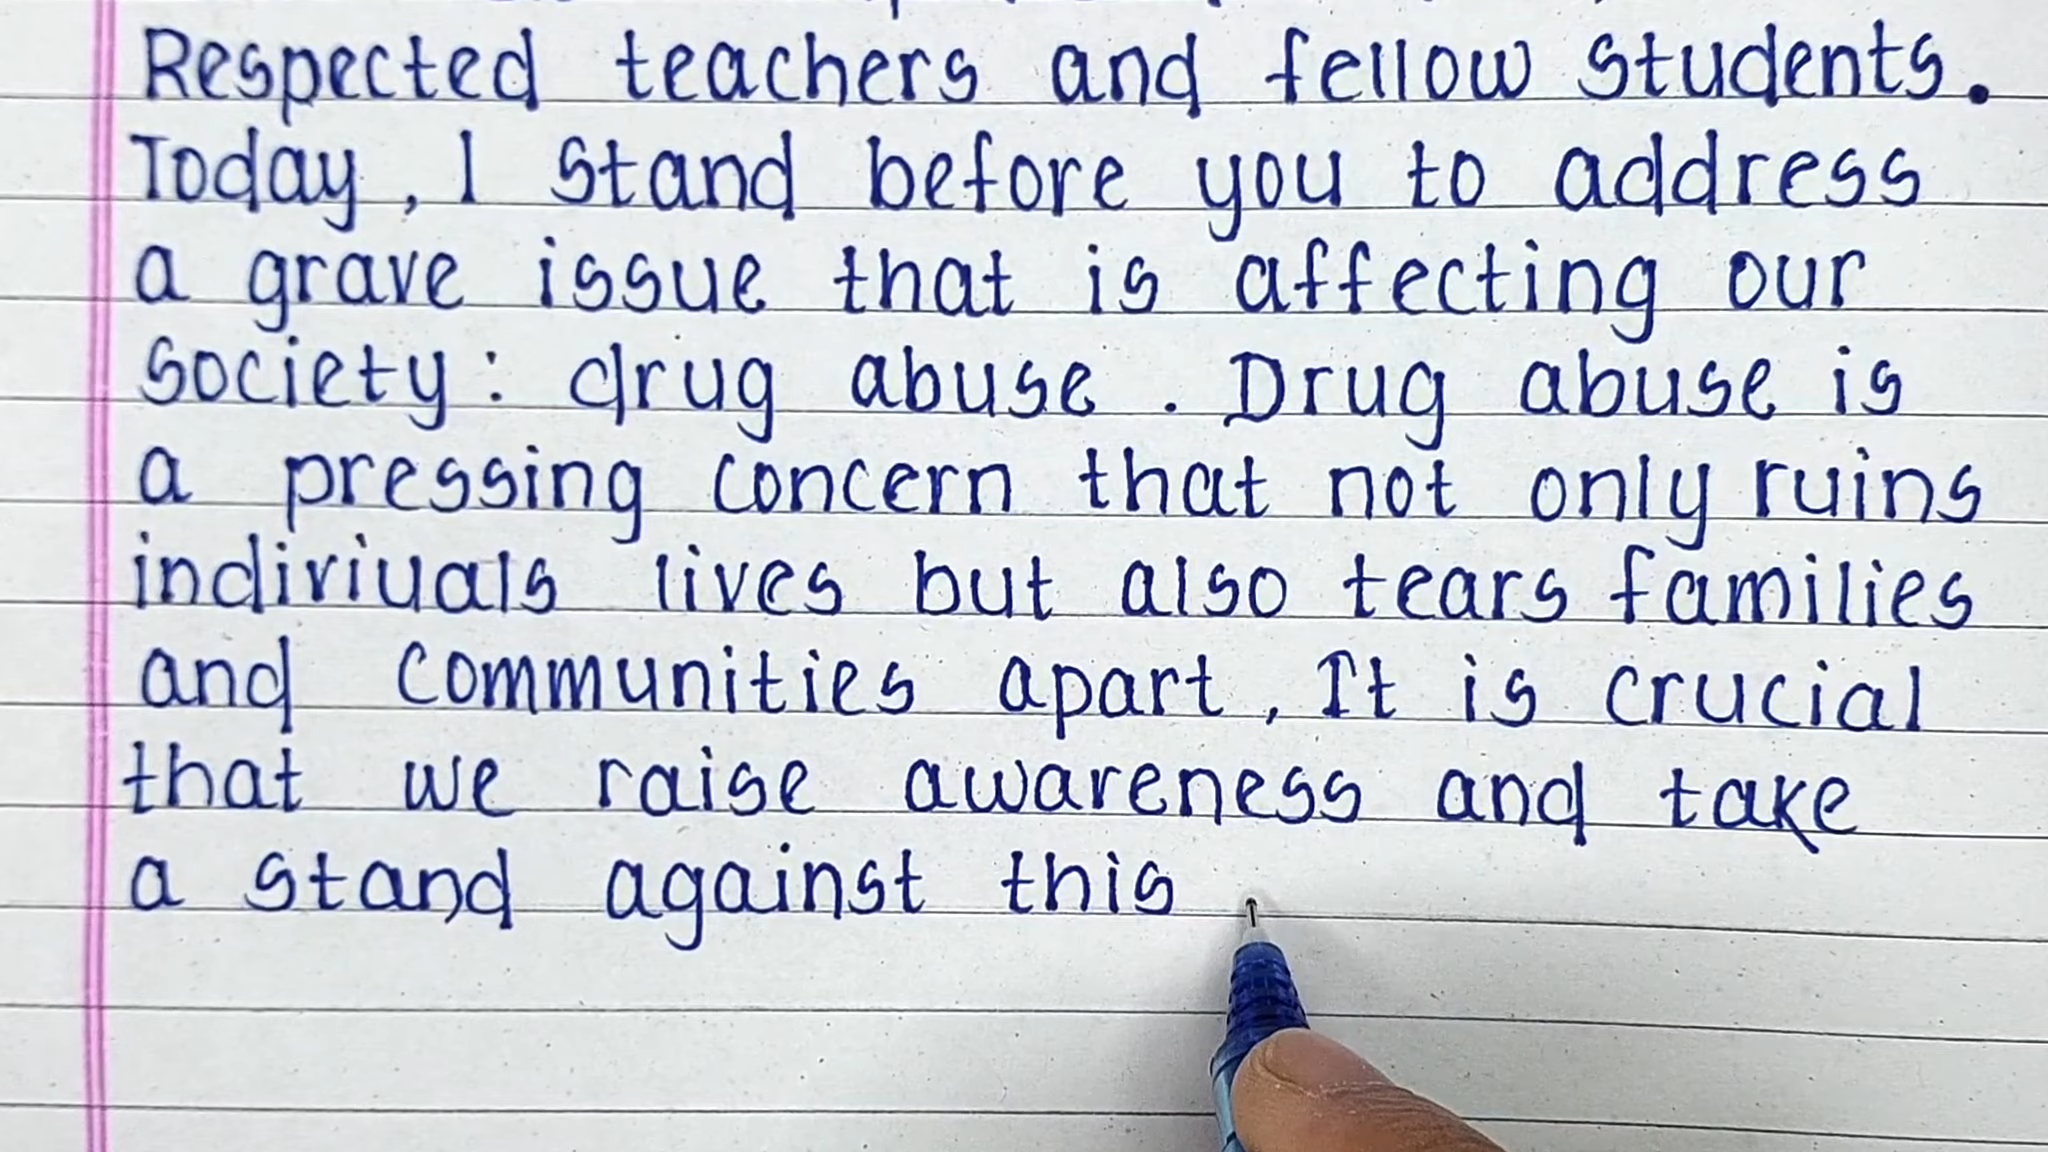 Respected teachers and fellow students.
Today, I stand before you to address
a grave issue that is affecting our
society: drug abuse. Drug abuse is
a pressing concern that not only ruins
indiriuals lives but also tears families
and communities apart, It is crucial
that we raise awareness and take
a stand against this